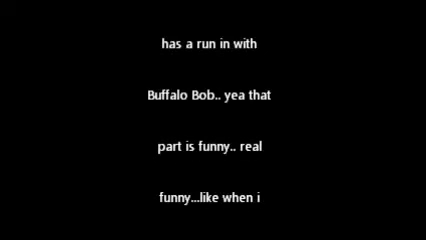 has a run in with
Buffalo Bob.. yea that
part is funny.. real
funny...like when i